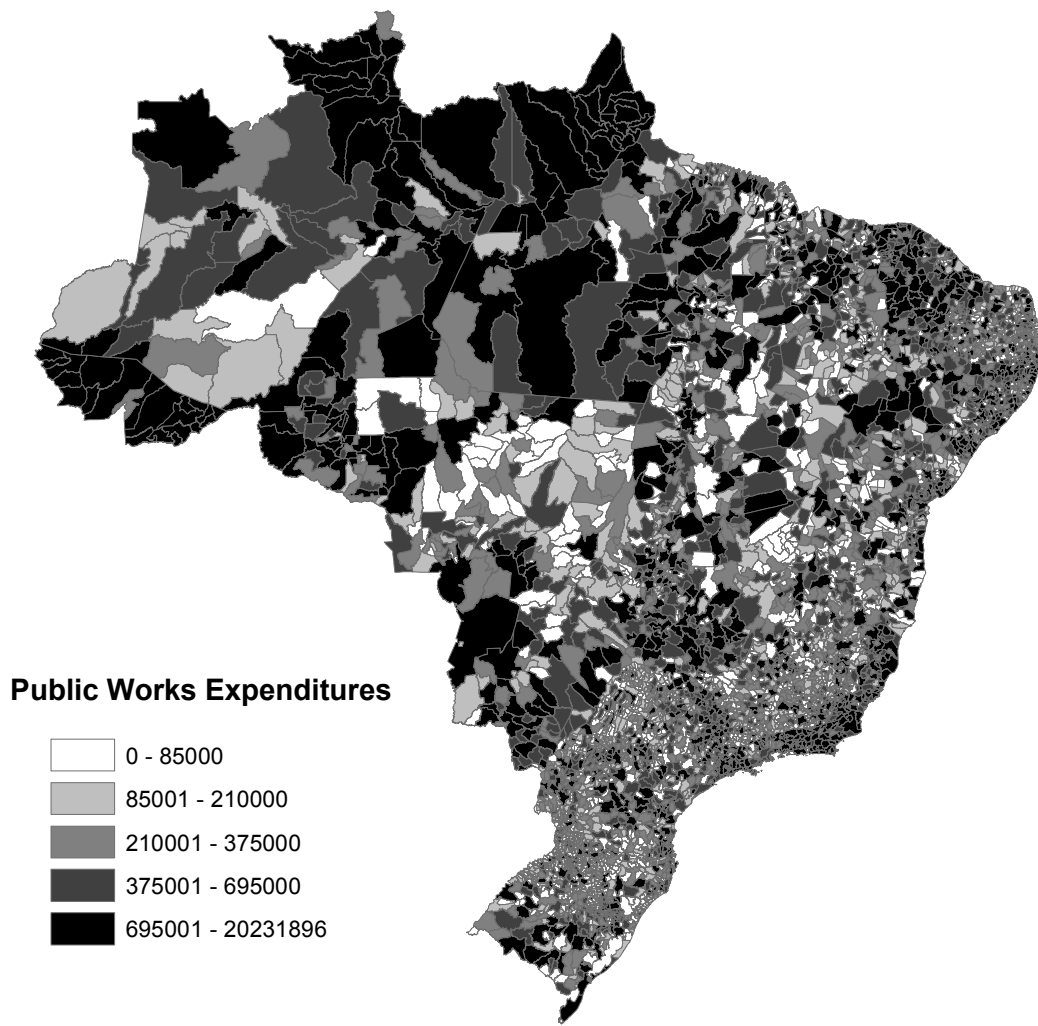 Public Works Expenditures
0 - 85000
85001 - 210000
210001 - 375000
375001 - 695000
695001 - 20231896